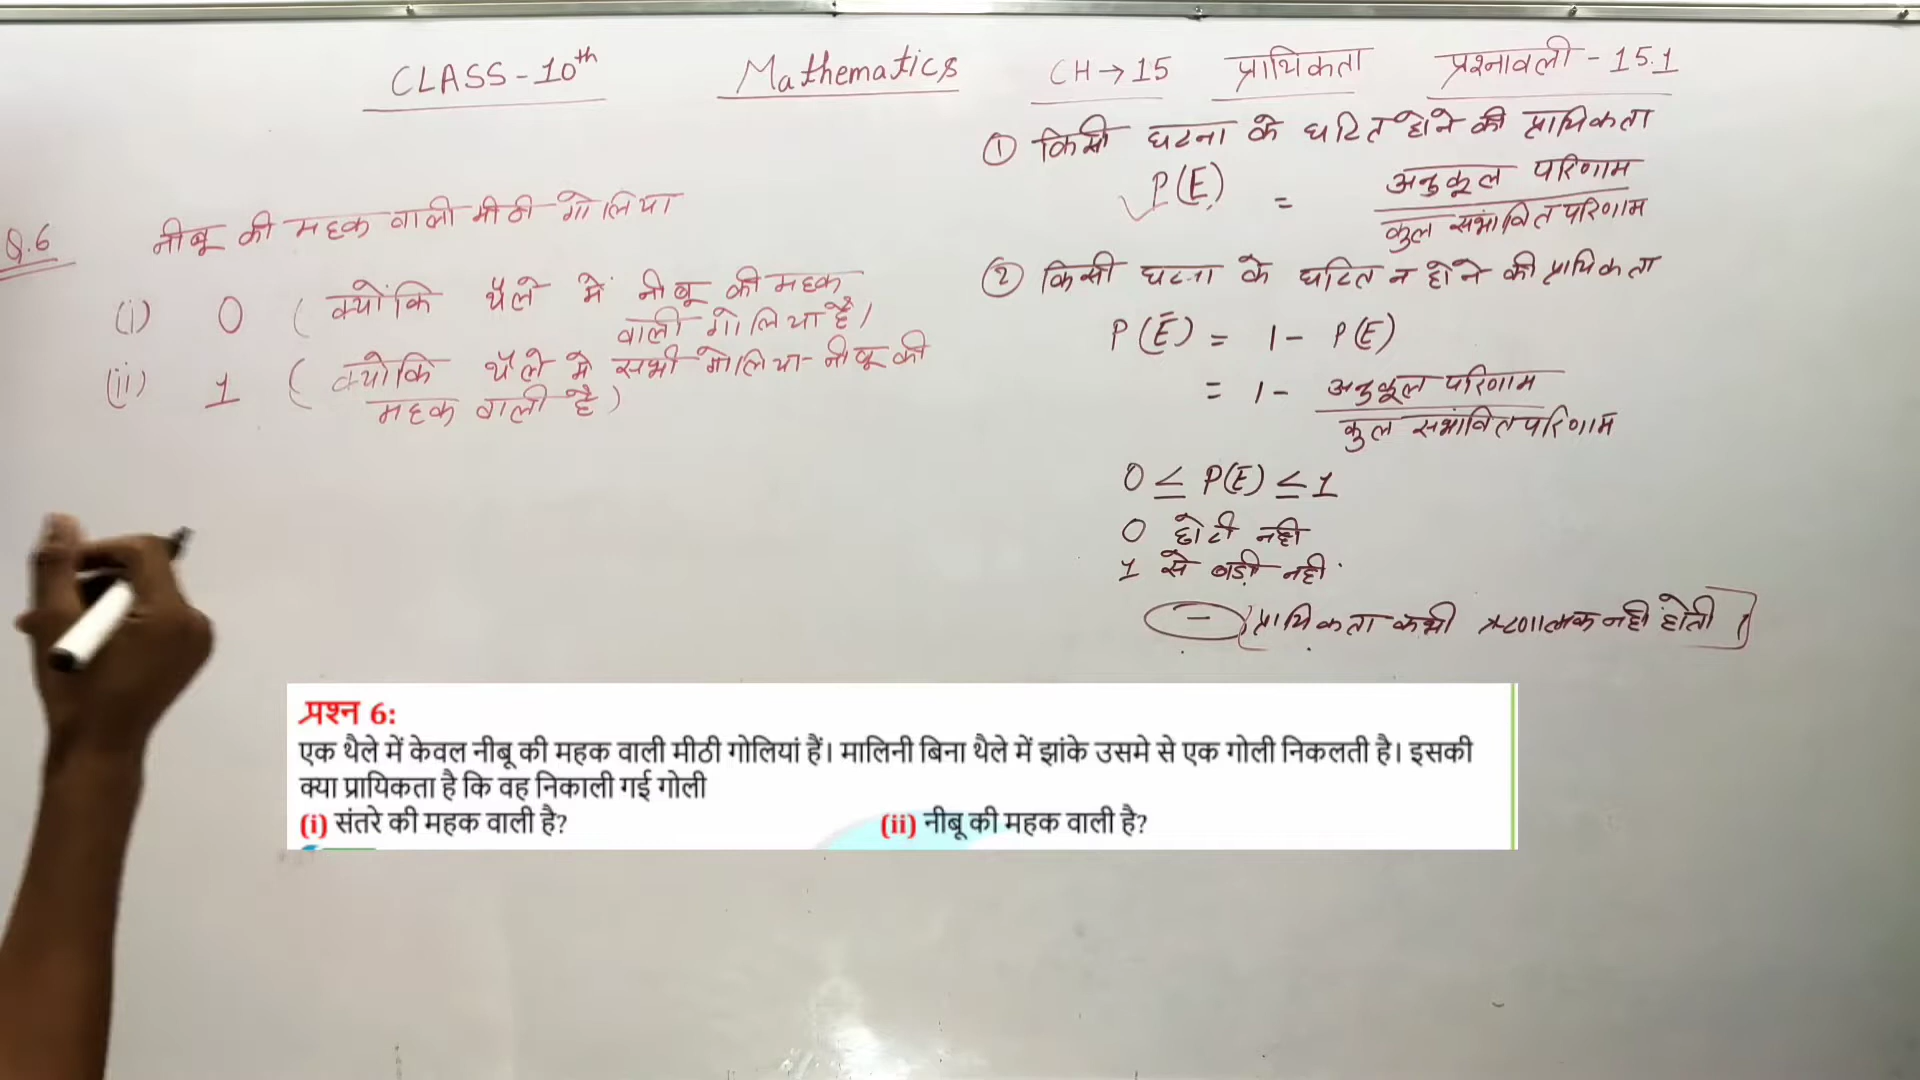 CLASS-10th Mathematics CH→15 प्रायिकता प्रश्नावली-15.1
Q.6 नीबू की महक वाली मीठी गोलिया
(i) 0 (क्योंकि थैले में नीबू की महक
वाली गोलिया है।
(ii) 1 (क्योकि थैले मे सभी गोलिया नीबू की
महक वाली है)
① किसी घटना के घटित होने की प्रायिकता
P(E) = अनुकूल परिणाम
कुल सभांवित परिणाम
② किसी घटना के घटित न होने की प्रायिकता
P(Ē) = 1- P(E)
= 1- अनुकूल परिणाम
कुल सभांवित परिणाम
0 ≤ P(E) ≤ 1
0 छोटी नही
1 से बड़ी नही
- प्रायिकता कभी ऋणात्मक नही होती।
प्रश्न 6:
एक थैले में केवल नीबू की महक वाली मीठी गोलियां हैं। मालिनी बिना थैले में झांके उसमे से एक गोली निकलती है। इसकी
क्या प्रायिकता है कि वह निकाली गई गोली
(i) संतरे की महक वाली है? (ii) नीबू की महक वाली है?